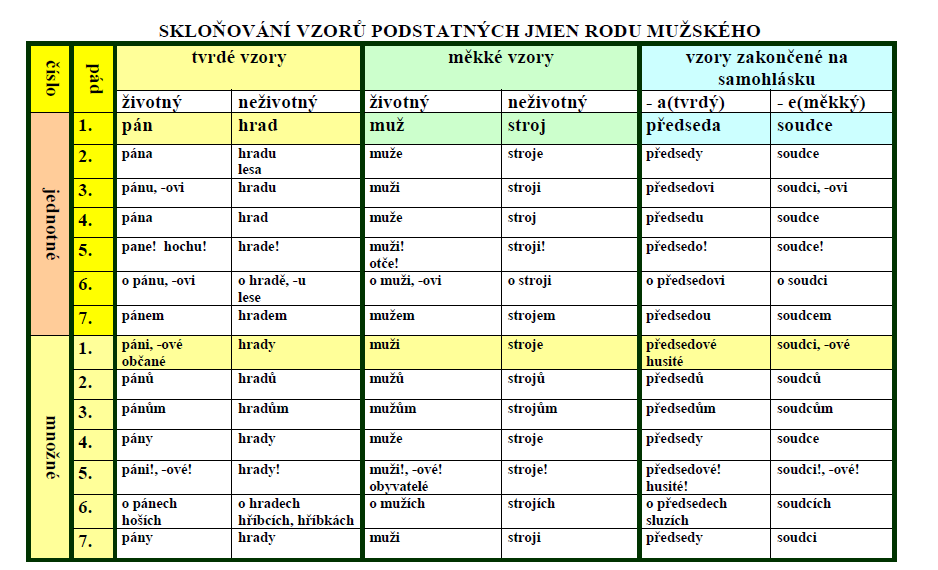 SKLOŇOVÁNÍ VZORŮ PODSTATNÝCH JMEN RODU MUŽSKÉHO
číslo pád tvrdé vzory měkké vzory vzory zakončené na
samohlásku
životný neživotný životný neživotný - a(tvrdý) - e(měkký)
jednotné
1. pán hrad muž stroj předseda soudce
2. pána hradu muže stroje předsedy soudce
lesa
3. pánu, -ovi hradu muži stroji předsedovi soudci, -ovi
4. pána hrad muže stroj předsedu soudce
5. pane! hochu! hrade! muži! stroji! předsedo! soudce!
otče!
6. o pánu, -ovi o hradě, -u o muži, -ovi o stroji o předsedovi o soudci
lese
7. pánem hradem mužem strojem předsedou soudcem
množné
1. páni, -ové hrady muži stroje předsedové soudci, -ové
občané husité
2. pánů hradů mužů strojů předsedů soudců
3. pánům hradům mužům strojům předsedům soudcům
4. pány hrady muže stroje předsedy soudce
5. páni!, -ové! hrady! muži!, -ové! stroje! předsedové! soudci!, -ové!
obyvatelé husité!
6. o pánech o hradech o mužích strojích o předsedech soudcích
hoších hříbcích, hříbkách sluzích
7. pány hrady muži stroji předsedy soudci